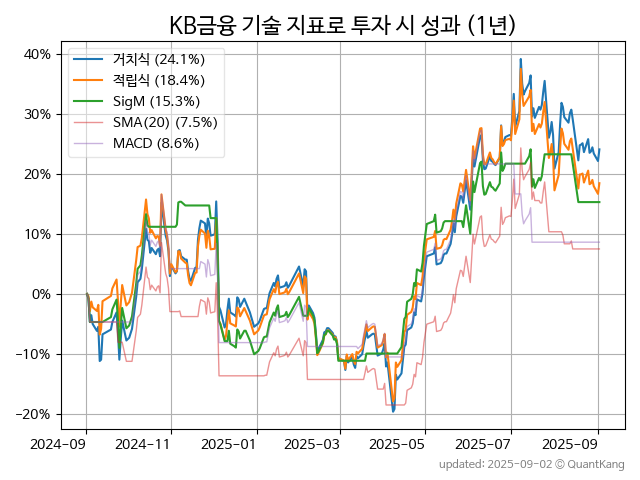 KB금융 기술 지표로 투자 시 성과 (1년)
거치식 (24.1%)
적립식 (18.4%)
SigM (15.3%)
SMA(20) (7.5%)
MACD (8.6%)
40%
30%
20%
10%
0%
−10%
−20%
2024-09 2024-11 2025-01 2025-03 2025-05 2025-07 2025-09
updated: 2025-09-02 © QuantKang